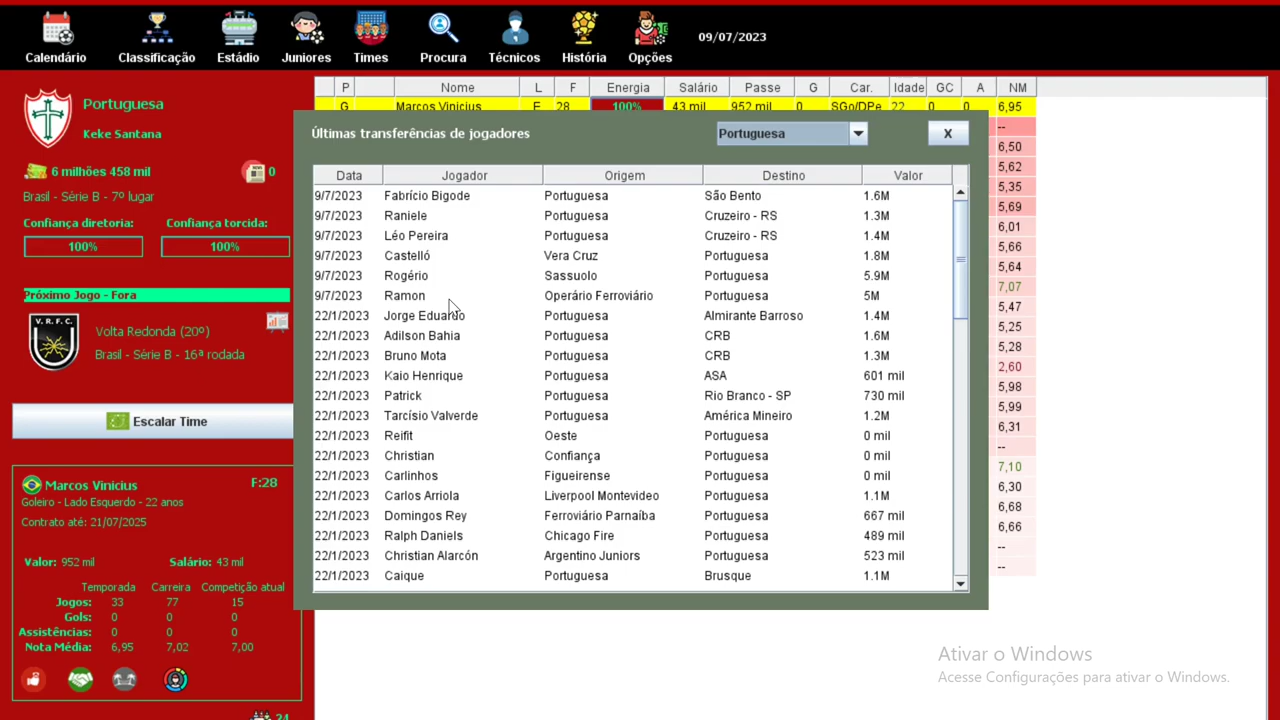 Calendário Classificação Estádio Juniores Times Procura Técnicos História Opções 09/07/2023
Portuguesa
Keke Santana
6 milhões 458 mil 0
Brasil - Série B - 7º lugar
Confiança diretoria: Confiança torcida:
100% 100%
Próximo Jogo - Fora
V. R. F. C.
Volta Redonda (20º)
Brasil - Série B - 16ª rodada
Escalar Time
Marcos Vinicius F:28
Goleiro - Lado Esquerdo - 22 anos
Contrato até: 21/07/2025
Valor: 952 mil Salário: 43 mil
Temporada Carreira Competição atual
Jogos: 33 77 15
Gols: 0 0 0
Assistências: 0 0 0
Nota Média: 6,95 7,02 7,00
24
P Nome L F Energia Salário Passe G Car. Idade GC A NM
G Marcos Vinicius E 28 100% 43 mil 952 mil 0 SGo/DPe 22 0 0 6,95
Últimas transferências de jogadores Portuguesa X
Data Jogador Origem Destino Valor
9/7/2023 Fabrício Bigode Portuguesa São Bento 1.6M
9/7/2023 Raniele Portuguesa Cruzeiro - RS 1.3M
9/7/2023 Léo Pereira Portuguesa Cruzeiro - RS 1.4M
9/7/2023 Castelló Vera Cruz Portuguesa 1.8M
9/7/2023 Rogério Sassuolo Portuguesa 5.9M
9/7/2023 Ramon Operário Ferroviário Portuguesa 5M
22/1/2023 Jorge Eduardo Portuguesa Almirante Barroso 1.4M
22/1/2023 Adilson Bahia Portuguesa CRB 1.6M
22/1/2023 Bruno Mota Portuguesa CRB 1.3M
22/1/2023 Kaio Henrique Portuguesa ASA 601 mil
22/1/2023 Patrick Portuguesa Rio Branco - SP 730 mil
22/1/2023 Tarcísio Valverde Portuguesa América Mineiro 1.2M
22/1/2023 Reifit Oeste Portuguesa 0 mil
22/1/2023 Christian Confiança Portuguesa 0 mil
22/1/2023 Carlinhos Figueirense Portuguesa 0 mil
22/1/2023 Carlos Arriola Liverpool Montevideo Portuguesa 1.1M
22/1/2023 Domingos Rey Ferroviário Parnaíba Portuguesa 667 mil
22/1/2023 Ralph Daniels Chicago Fire Portuguesa 489 mil
22/1/2023 Christian Alarcón Argentino Juniors Portuguesa 523 mil
22/1/2023 Caique Portuguesa Brusque 1.1M
--
6,50
5,62
5,35
5,69
6,01
5,66
5,64
7,07
5,47
5,25
5,28
2,60
5,98
5,99
6,31
--
7,10
6,30
6,68
6,66
--
--
Ativar o Windows
Acesse Configurações para ativar o Windows.